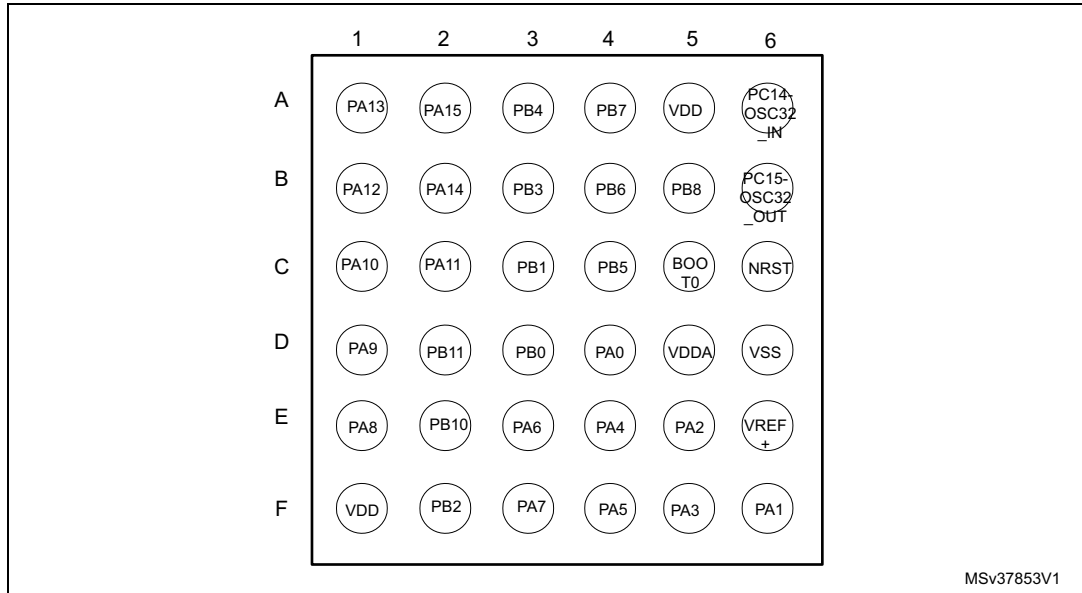 1 2 3 4 5 6
A PA13 PA15 PB4 PB7 VDD PC14-
OSC32
_IN
B PA12 PA14 PB3 PB6 PB8 PC15-
OSC32
_OUT
C PA10 PA11 PB1 PB5 BOO
T0 NRST
D PA9 PB11 PB0 PA0 VDDA VSS
E PA8 PB10 PA6 PA4 PA2 VREF
+
F VDD PB2 PA7 PA5 PA3 PA1
MSv37853V1